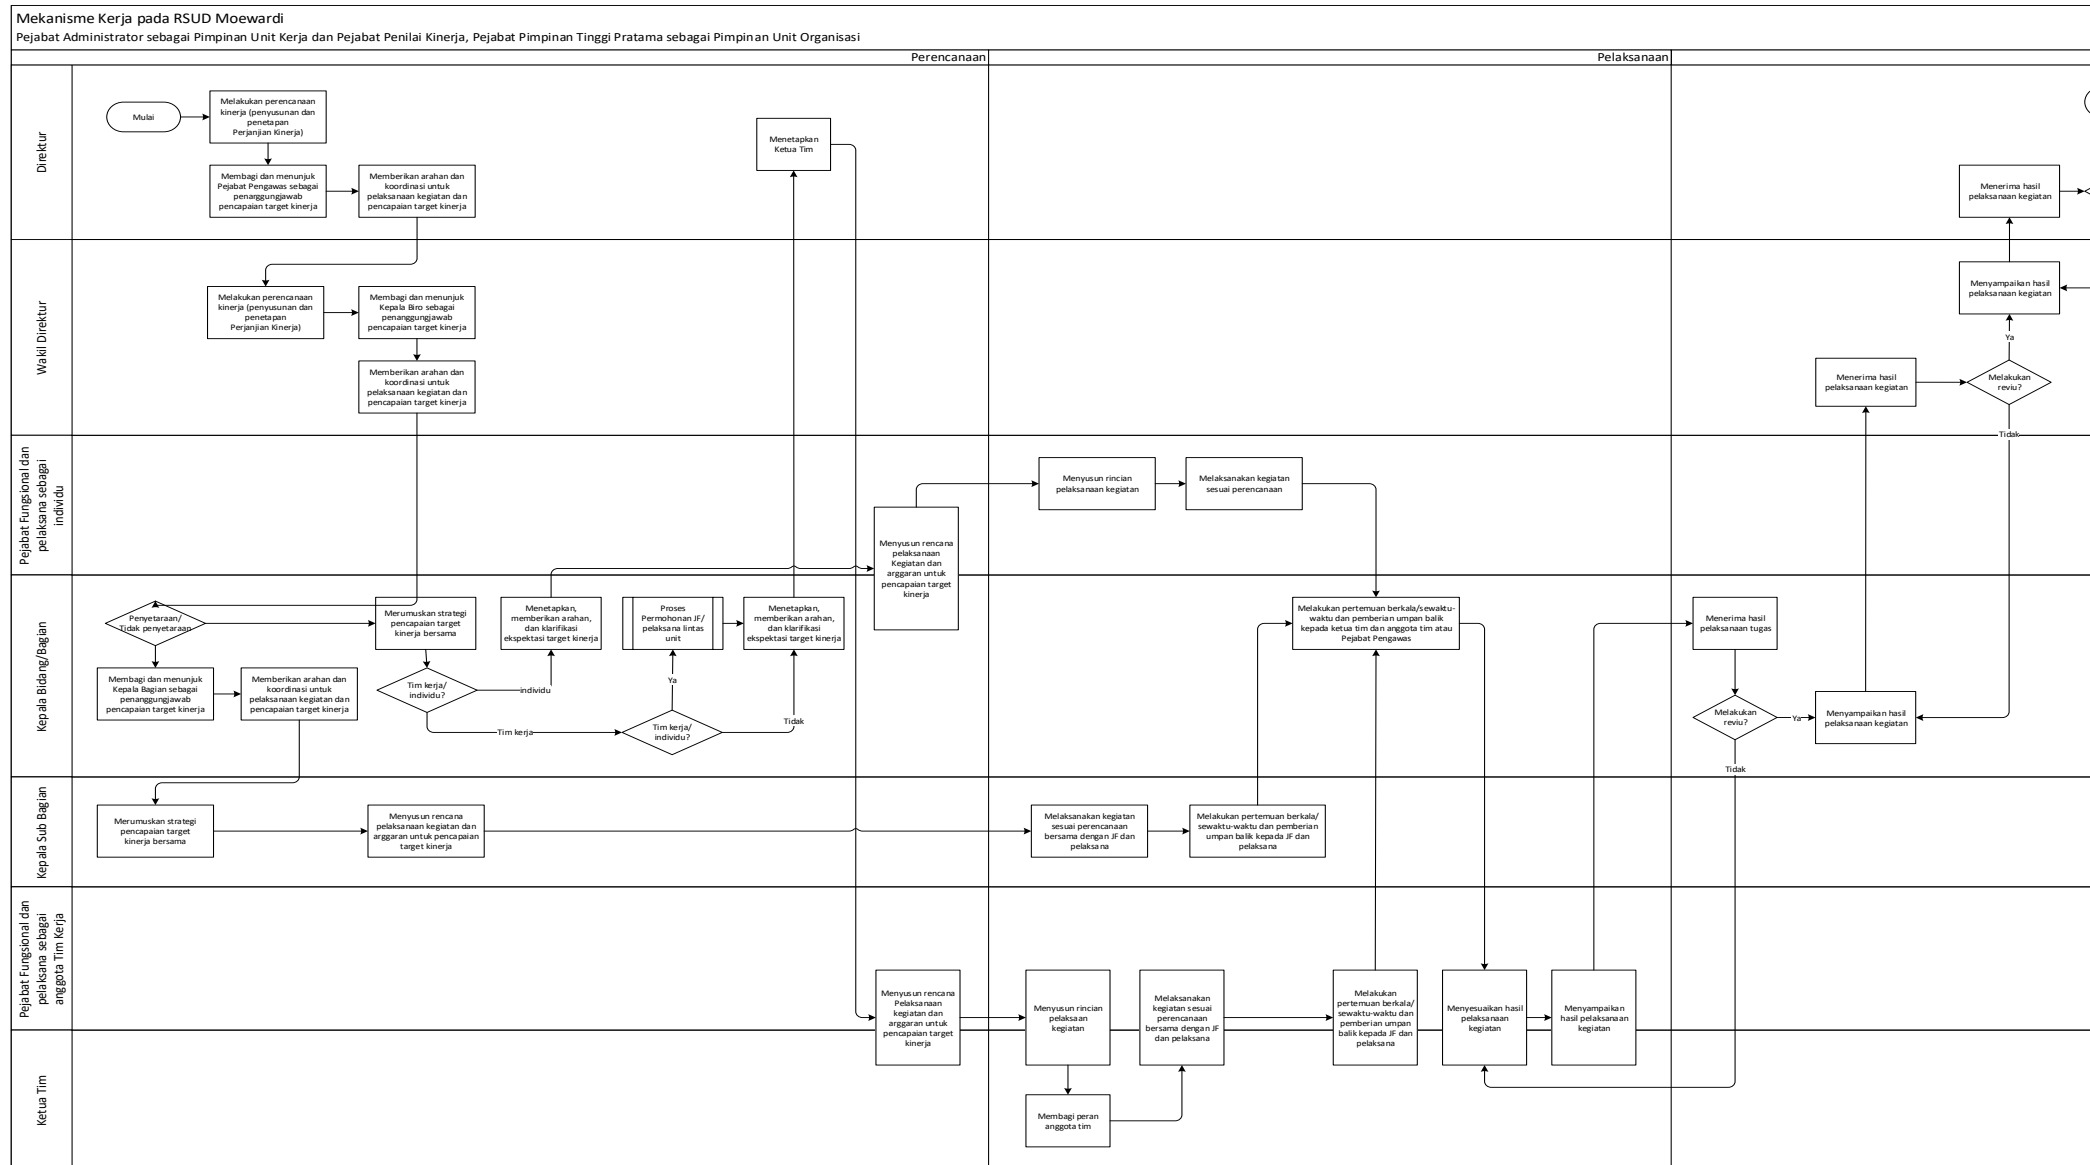 Mekanisme Kerja pada RSUD Moewardi
Pejabat Administrator sebagai Pimpinan Unit Kerja dan Pejabat Penilai Kinerja, Pejabat Pimpinan Tinggi Pratama sebagai Pimpinan Unit Organisasi
Perencanaan
Pelaksanaan
Direktur
Mulai
Melakukan perencanaan
kinerja (penyusunan dan
penetapan
Perjanjian Kinerja)
Membagi dan menunjuk
Pejabat Pengawas sebagai
penarggungjawab
pencapaian target kinerja
Memberikan arahan dan
koordinasi untuk
pelaksanaan kegiatan dan
pencapaian target kinerja
Menetapkan
Ketua Tim
Menerima hasil
pelaksanaan kegiatan
Wakil Direktur
Melakukan perencanaan
kinerja (penyusunan dan
penetapan
Perjanjian Kinerja)
Membagi dan menunjuk
Kepala Biro sebagai
penanggungjawab
pencapaian target kinerja
Memberikan arahan dan
koordinasi untuk
pelaksanaan kegiatan dan
pencapaian target kinerja
Menyampaikan hasil
pelaksanaan kegiatan
Ya
Menerima hasil
pelaksanaan kegiatan
Melakukan
reviu?
Tidak
Pejabat Fungsional dan
pelaksana sebagai
individu
Menyusun rencana
pelaksanaan
Kegiatan dan
arggaran untuk
pencapaian target
kinerja
Menyusun rincian
pelaksanaan kegiatan
Melaksanakan kegiatan
sesuai perencanaan
Kepala Bidang/Bagian
Penyetaraan/
Tidak penyetaraan
Merumuskan strategi
pencapaian target
kinerja bersama
Menetapkan,
memberikan arahan,
dan klarifikasi
ekspektasi target kinerja
Proses
Permohonan JF/
pelaksana lintas
unit
Menetapkan,
memberikan arahan,
dan klarifikasi
ekspektasi target kinerja
Membagi dan menunjuk
Kepala Bagian sebagai
penanggungjawab
pencapaian target kinerja
Memberikan arahan dan
koordinasi untuk
pelaksanaan kegiatan dan
pencapaian target kinerja
Tim kerja/
individu?
individu
Ya
Tim kerja
Tim kerja/
individu?
Tidak
Melakukan pertemuan berkala/sewaktu-
waktu dan pemberian umpan balik
kepada ketua tim dan anggota tim atau
Pejabat Pengawas
Menerima hasil
pelaksanaan tugas
Melakukan
reviu?
Ya
Menyampaikan hasil
pelaksanaan kegiatan
Tidak
Kepala Sub Bagian
Merumuskan strategi
pencapaian target
kinerja bersama
Menyusun rencana
pelaksanaan kegiatan dan
arggaran untuk pencapaian
target kinerja
Melaksanakan kegiatan
sesuai perencanaan
bersama dengan JF dan
pelaksana
Melakukan pertemuan berkala/
sewaktu-waktu dan pemberian
umpan balik kepada JF dan
pelaksana
Pejabat Fungsional dan
pelaksana sebagai
anggota Tim Kerja
Menyusun rencana
Pelaksanaan
kegiatan dan
arggaran untuk
pencapaian target
kinerja
Menyusun rincian
pelaksaan
kegiatan
Melaksanakan
kegiatan sesuai
perencanaan
bersama dengan JF
dan pelaksana
Melakukan
pertemuan berkala/
sewaktu-waktu dan
pemberian umpan
balik kepada JF dan
pelaksana
Menyesuaikan hasil
pelaksanaan
kegiatan
Menyampaikan
hasil pelaksanaan
kegiatan
Ketua Tim
Membagi peran
anggota tim